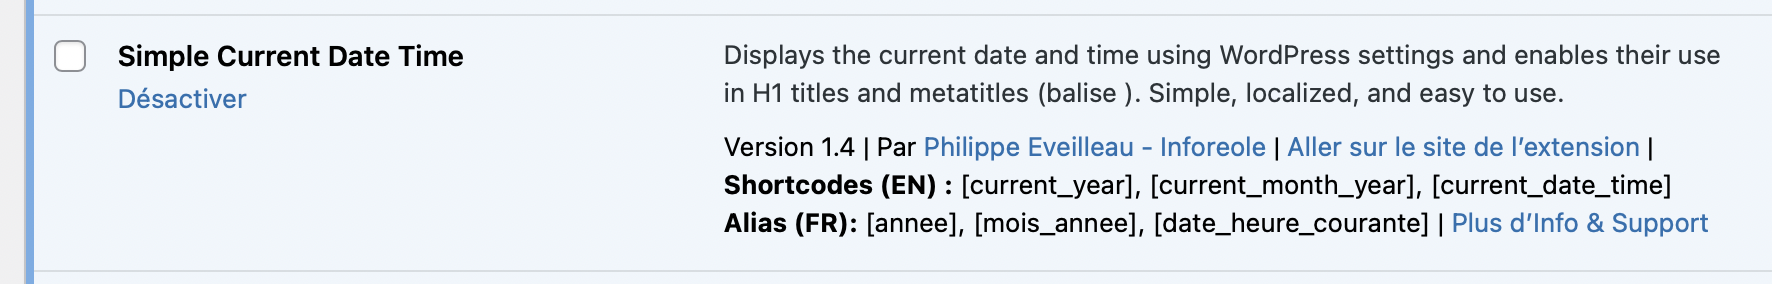 Simple Current Date Time
Désactiver
Displays the current date and time using WordPress settings and enables their use
in H1 titles and metatitles (balise ). Simple, localized, and easy to use.
Version 1.4 | Par Philippe Eveilleau - Inforeole | Aller sur le site de l’extension |
Shortcodes (EN) : [current_year], [current_month_year], [current_date_time]
Alias (FR): [annee], [mois_annee], [date_heure_courante] | Plus d’Info & Support